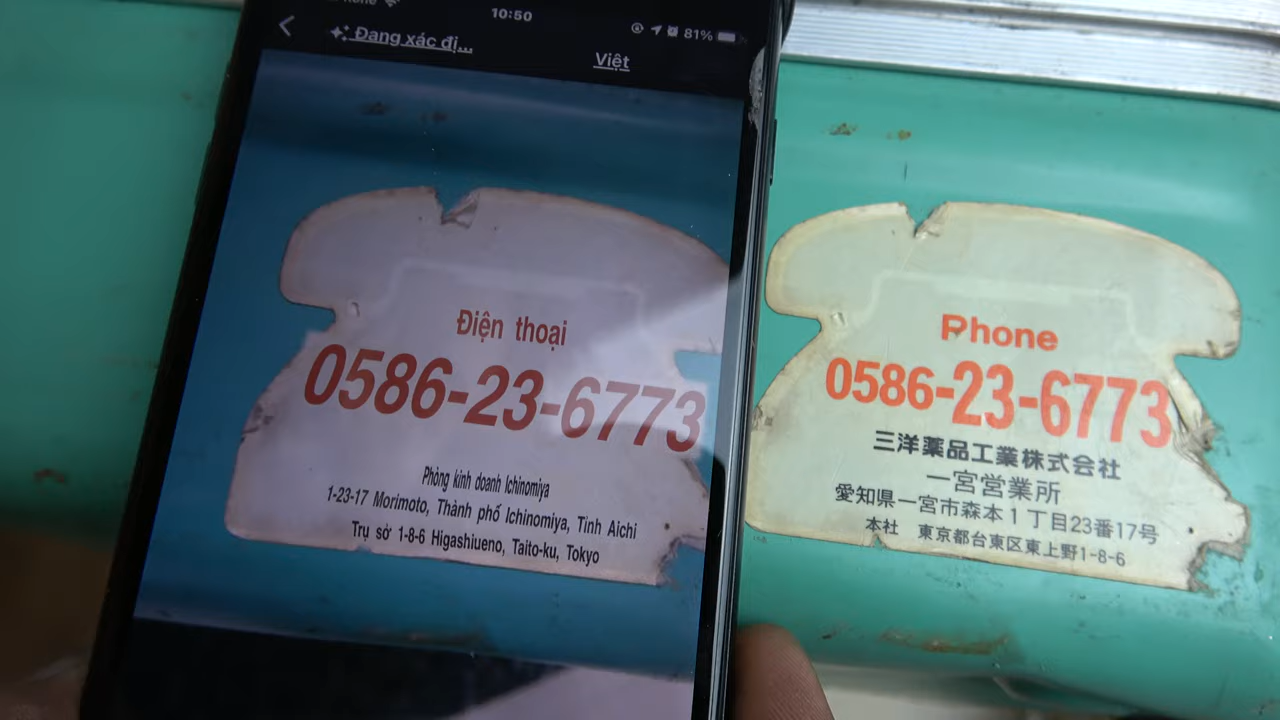 10:50
81%
Đang xác đị...
Việt
Điện thoại
0586-23-6773
Phòng kinh doanh Ichinomiya
1-23-17 Morimoto, Thành phố Ichinomiya, Tỉnh Aichi
Trụ sở 1-8-6 Higashiueno, Taito-ku, Tokyo
Phone
0586-23-6773
三洋薬品工業株式会社
一宮営業所
愛知県一宮市森本1丁目23番17号
本社 東京都台東区東上野1-8-6